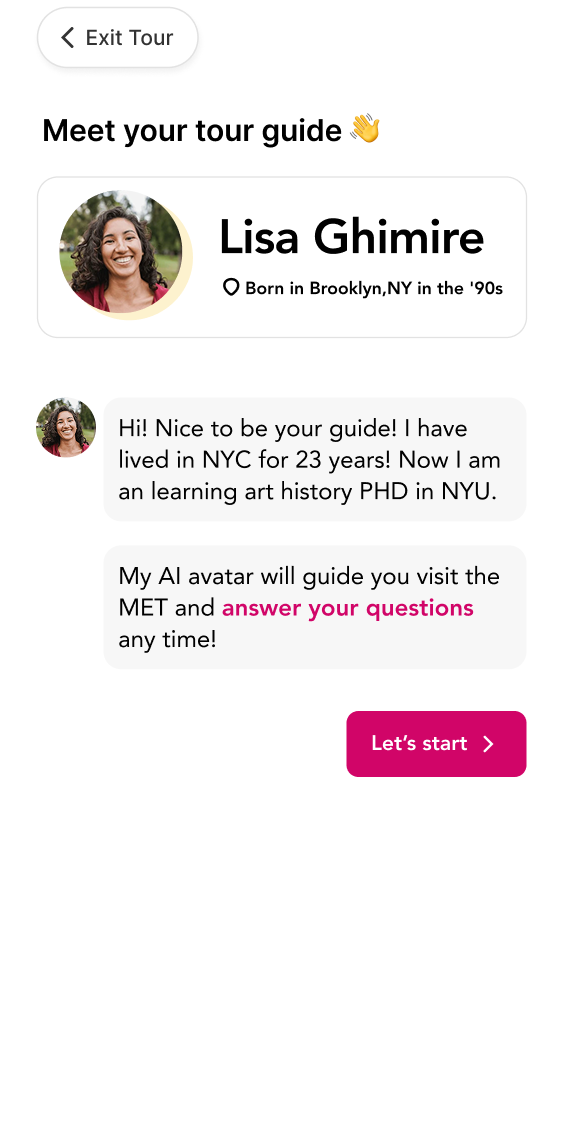 Exit Tour
Meet your tour guide 👋
Lisa Ghimire
Born in Brooklyn,NY in the '90s
Hi! Nice to be your guide! I have
lived in NYC for 23 years! Now I am
an learning art history PHD in NYU.
My AI avatar will guide you visit the
MET and answer your questions
any time!
Let’s start